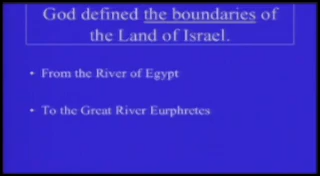 God defined the boundaries of
the Land of Israel.
• From the River of Egypt
• To the Great River Eurphretes